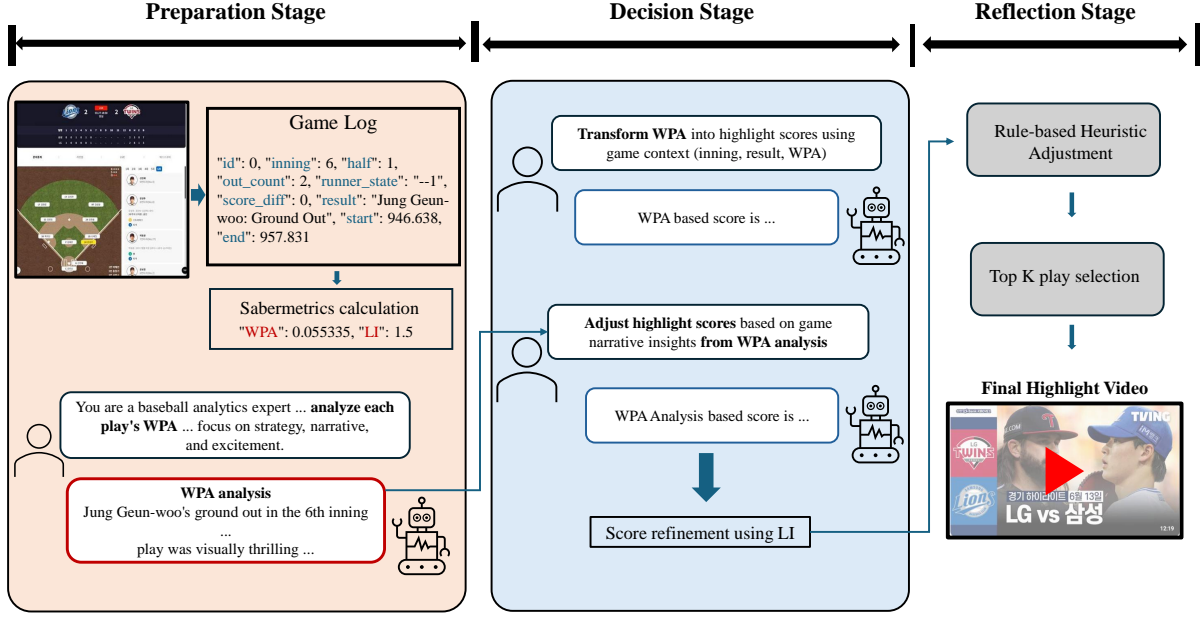 Preparation Stage
Decision Stage
Reflection Stage
Game Log
"id": 0, "inning": 6, "half": 1,
"out_count": 2, "runner_state": "--1",
"score_diff": 0, "result": "Jung Geun-
woo: Ground Out", "start": 946.638,
"end": 957.831
Sabermetrics calculation
"WPA": 0.055335, "LI": 1.5
You are a baseball analytics expert ... analyze each
play's WPA ... focus on strategy, narrative,
and excitement.
WPA analysis
Jung Geun-woo's ground out in the 6th inning
...
play was visually thrilling ...
Transform WPA into highlight scores using
game context (inning, result, WPA)
WPA based score is ...
Adjust highlight scores based on game
narrative insights from WPA analysis
WPA Analysis based score is ...
Score refinement using LI
Rule-based Heuristic
Adjustment
Top K play selection
Final Highlight Video
TVING
LG
TWINS
Lions
경기 하이라이트 6월 13일
LG vs 삼성
12:19